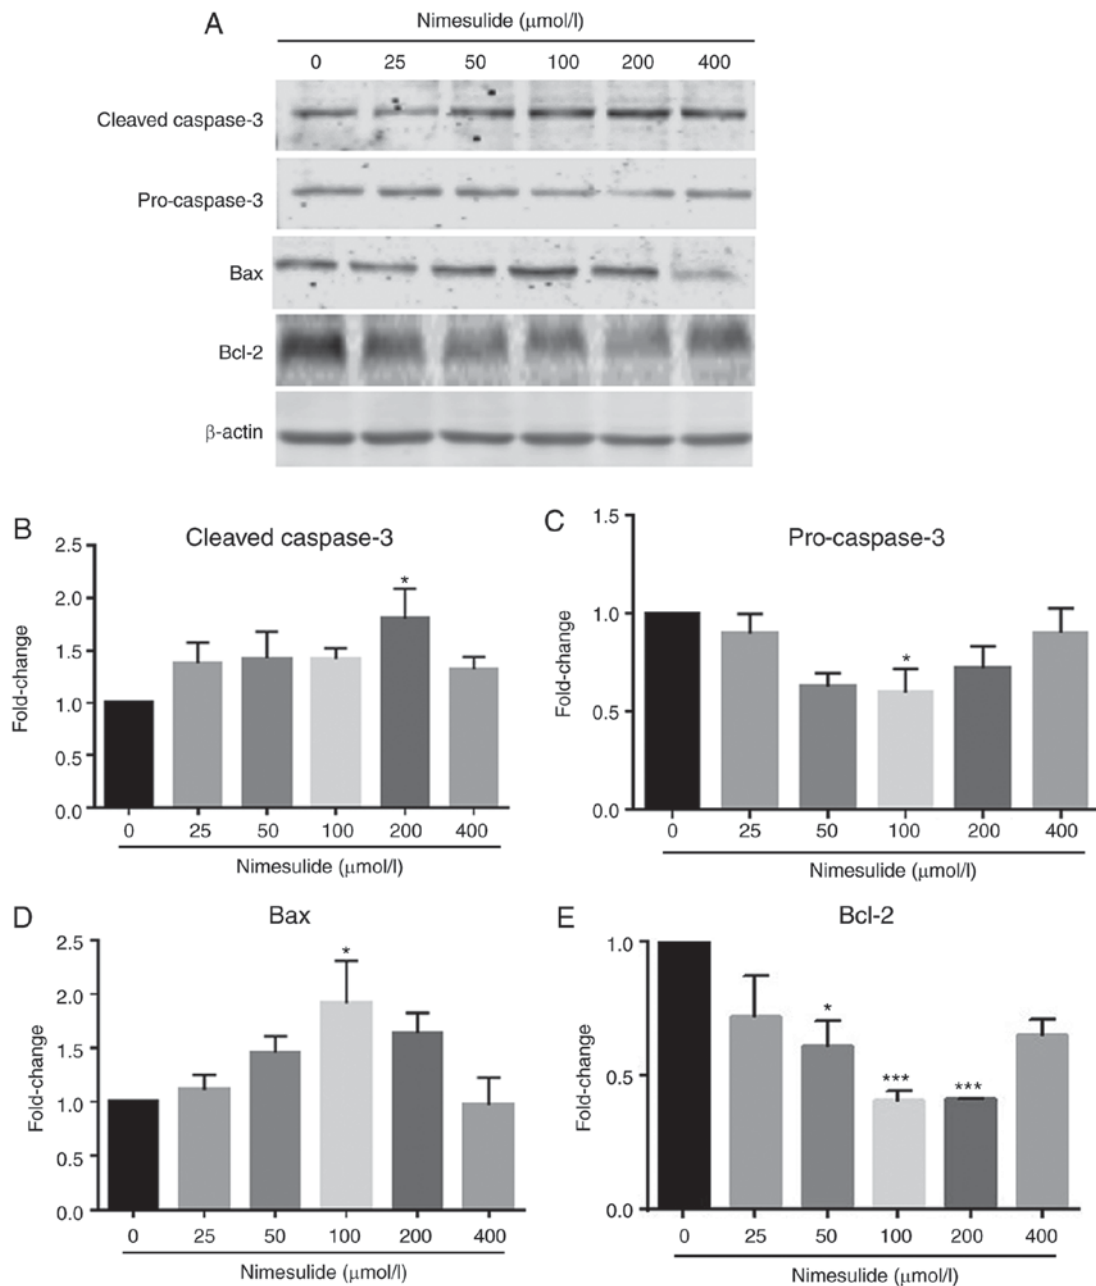 A
Nimesulide (μmol/l)
0 25 50 100 200 400
Cleaved caspase-3
Pro-caspase-3
Bax
Bcl-2
β-actin
B
Cleaved caspase-3
Fold-change
2.5
2.0
1.5
1.0
0.5
0.0
*
0 25 50 100 200 400
Nimesulide (μmol/l)
C
Pro-caspase-3
Fold-change
1.5
1.0
0.5
0.0
*
0 25 50 100 200 400
Nimesulide (μmol/l)
D
Bax
Fold-change
2.5
2.0
1.5
1.0
0.5
0.0
*
0 25 50 100 200 400
Nimesulide (μmol/l)
E
Bcl-2
Fold-change
1.0
0.5
0.0
*
*** ***
0 25 50 100 200 400
Nimesulide (μmol/l)